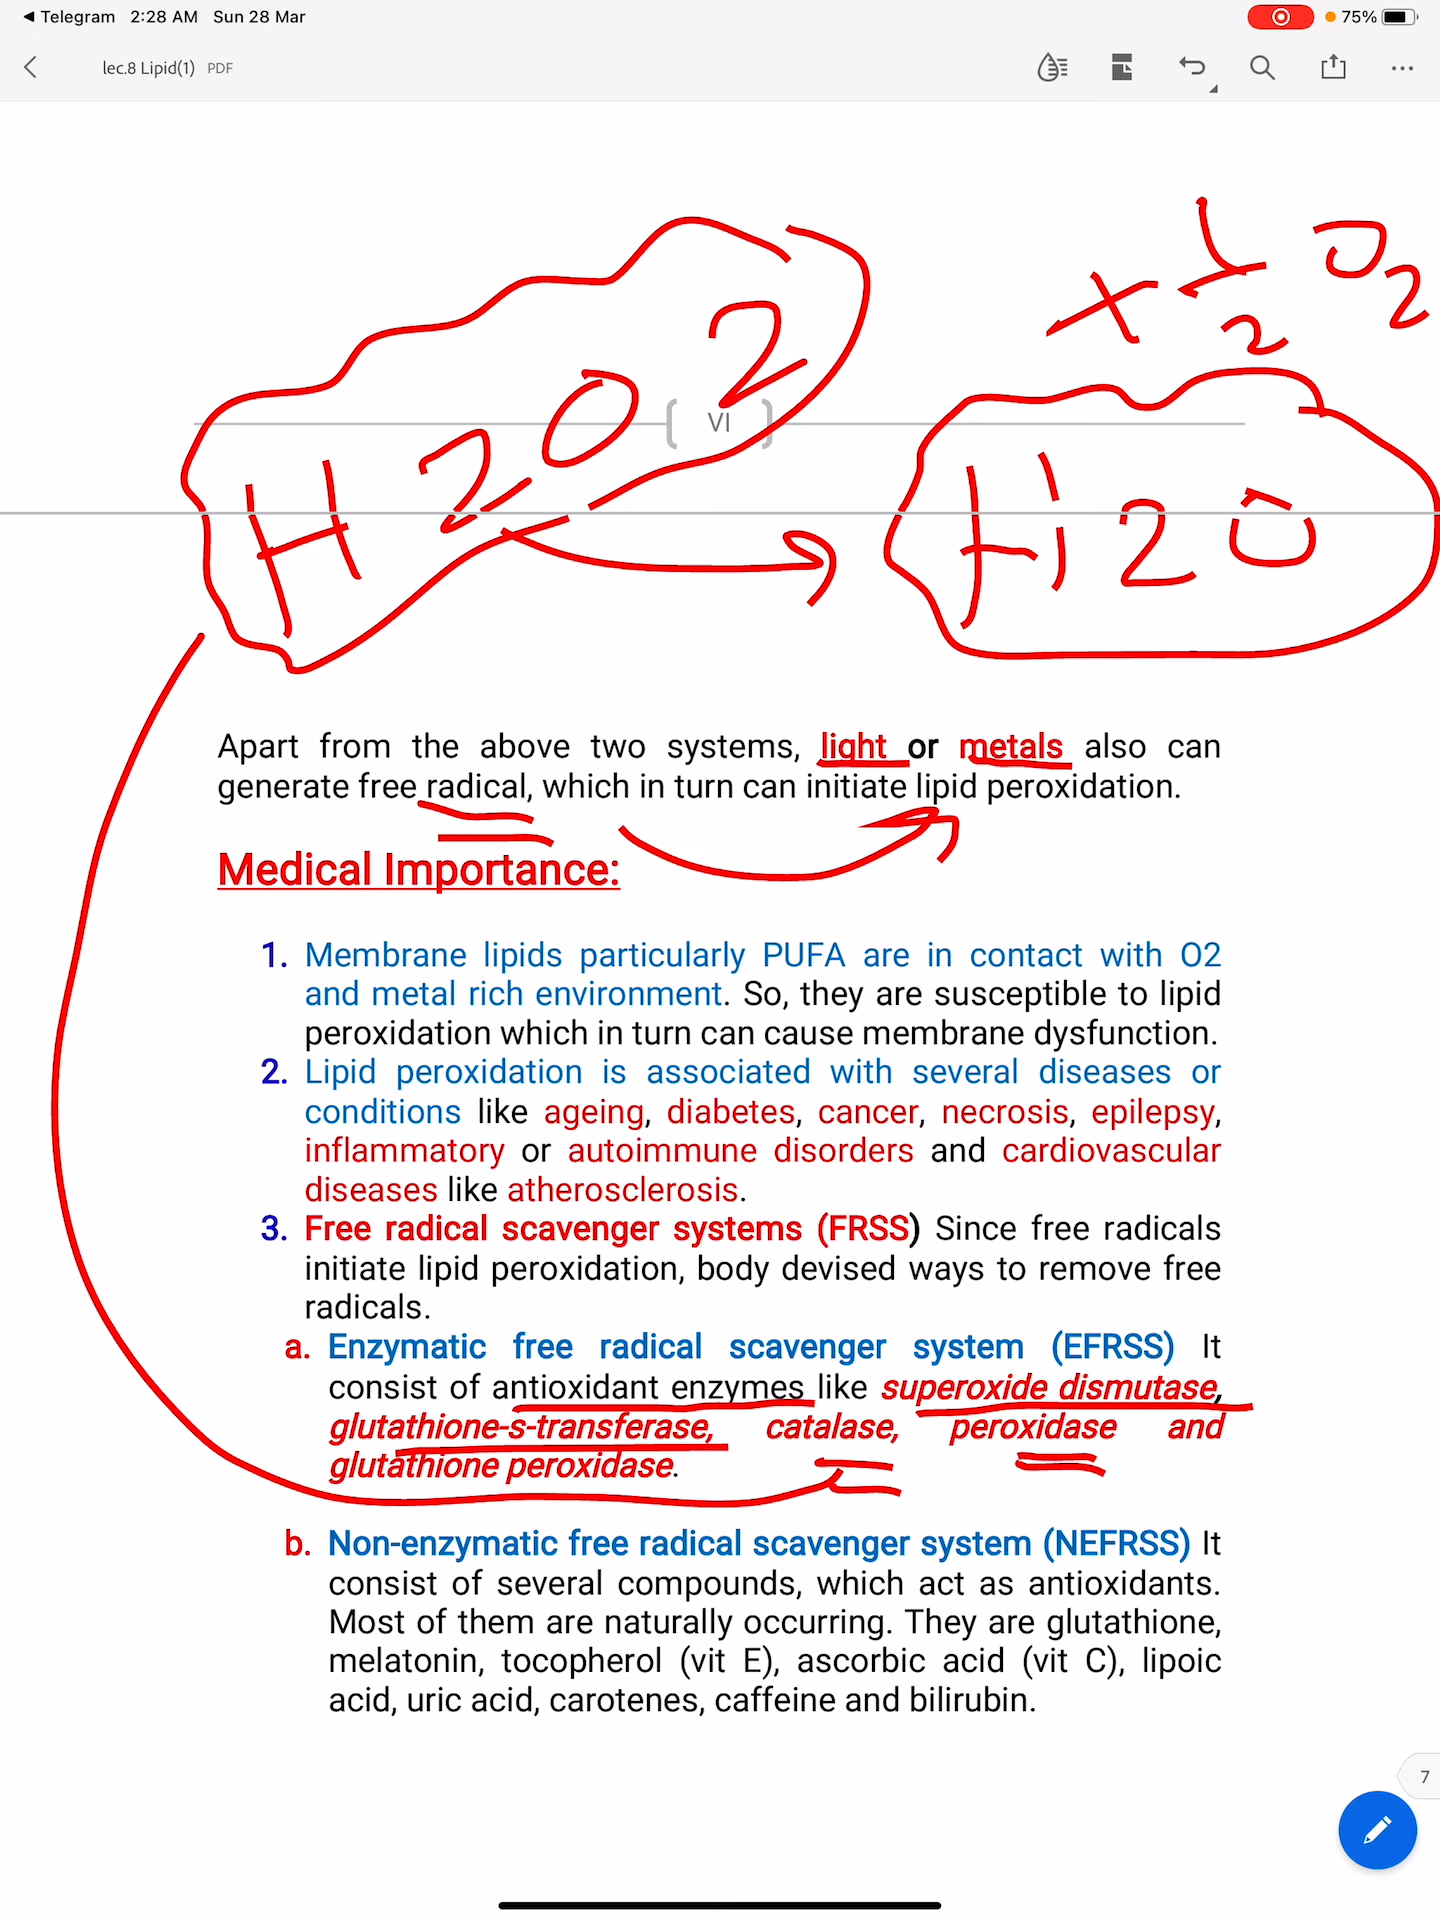 Telegram 2:28 AM Sun 28 Mar 75%
lec.8 Lipid(1) PDF
+ 1/2 O2
H2O2
VI
H2O
Apart from the above two systems, light or metals also can
generate free radical, which in turn can initiate lipid peroxidation.
Medical Importance:
1. Membrane lipids particularly PUFA are in contact with O2
and metal rich environment. So, they are susceptible to lipid
peroxidation which in turn can cause membrane dysfunction.
2. Lipid peroxidation is associated with several diseases or
conditions like ageing, diabetes, cancer, necrosis, epilepsy,
inflammatory or autoimmune disorders and cardiovascular
diseases like atherosclerosis.
3. Free radical scavenger systems (FRSS) Since free radicals
initiate lipid peroxidation, body devised ways to remove free
radicals.
a. Enzymatic free radical scavenger system (EFRSS) It
consist of antioxidant enzymes like superoxide dismutase,
glutathione-s-transferase, catalase, peroxidase and
glutathione peroxidase.
b. Non-enzymatic free radical scavenger system (NEFRSS) It
consist of several compounds, which act as antioxidants.
Most of them are naturally occurring. They are glutathione,
melatonin, tocopherol (vit E), ascorbic acid (vit C), lipoic
acid, uric acid, carotenes, caffeine and bilirubin.
7